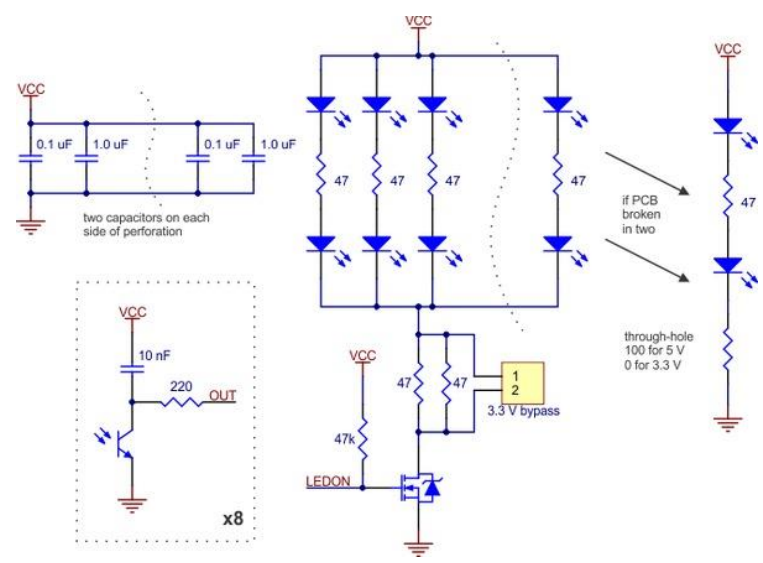 VCC
0.1 uF
1.0 uF
0.1 uF
1.0 uF
two capacitors on each
side of perforation
VCC
47
47
47
47
if PCB
broken
in two
VCC
47
through-hole
100 for 5 V
0 for 3.3 V
VCC
10 nF
220
OUT
x8
VCC
47k
LEDON
47
47
1
2
3.3 V bypass